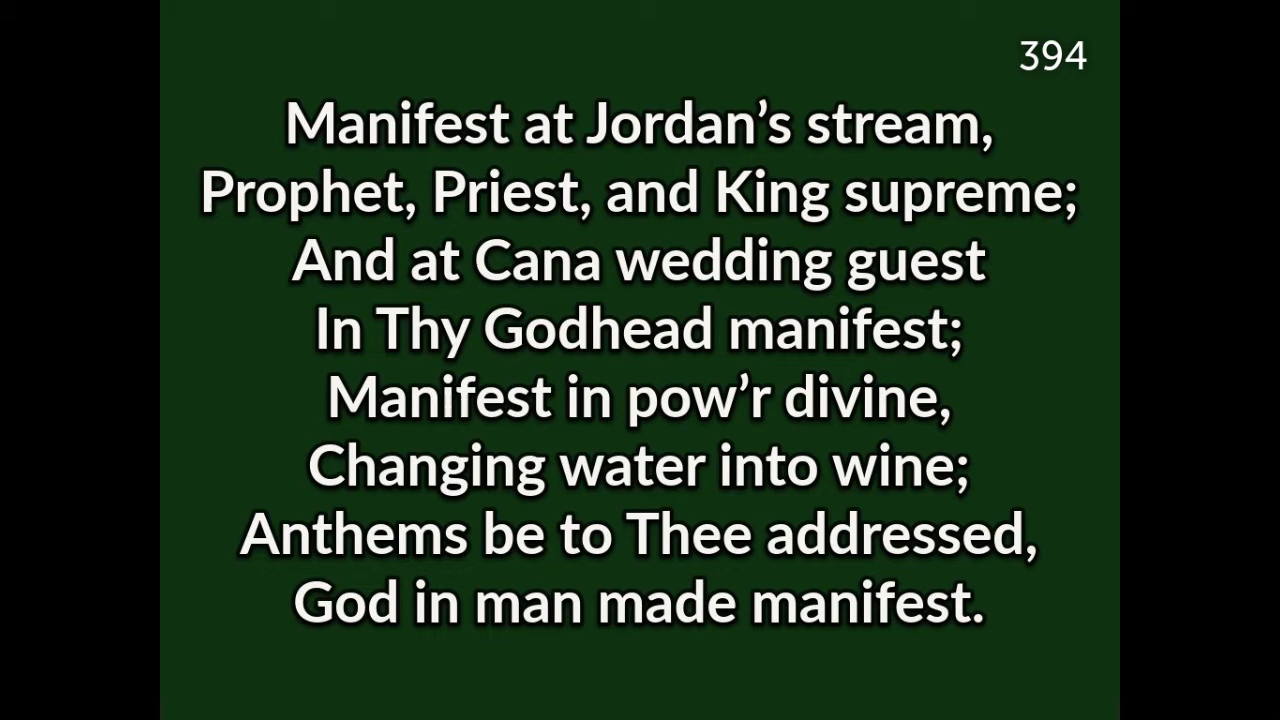 394
Manifest at Jordan’s stream,
Prophet, Priest, and King supreme;
And at Cana wedding guest
In Thy Godhead manifest;
Manifest in pow’r divine,
Changing water into wine;
Anthems be to Thee addressed,
God in man made manifest.